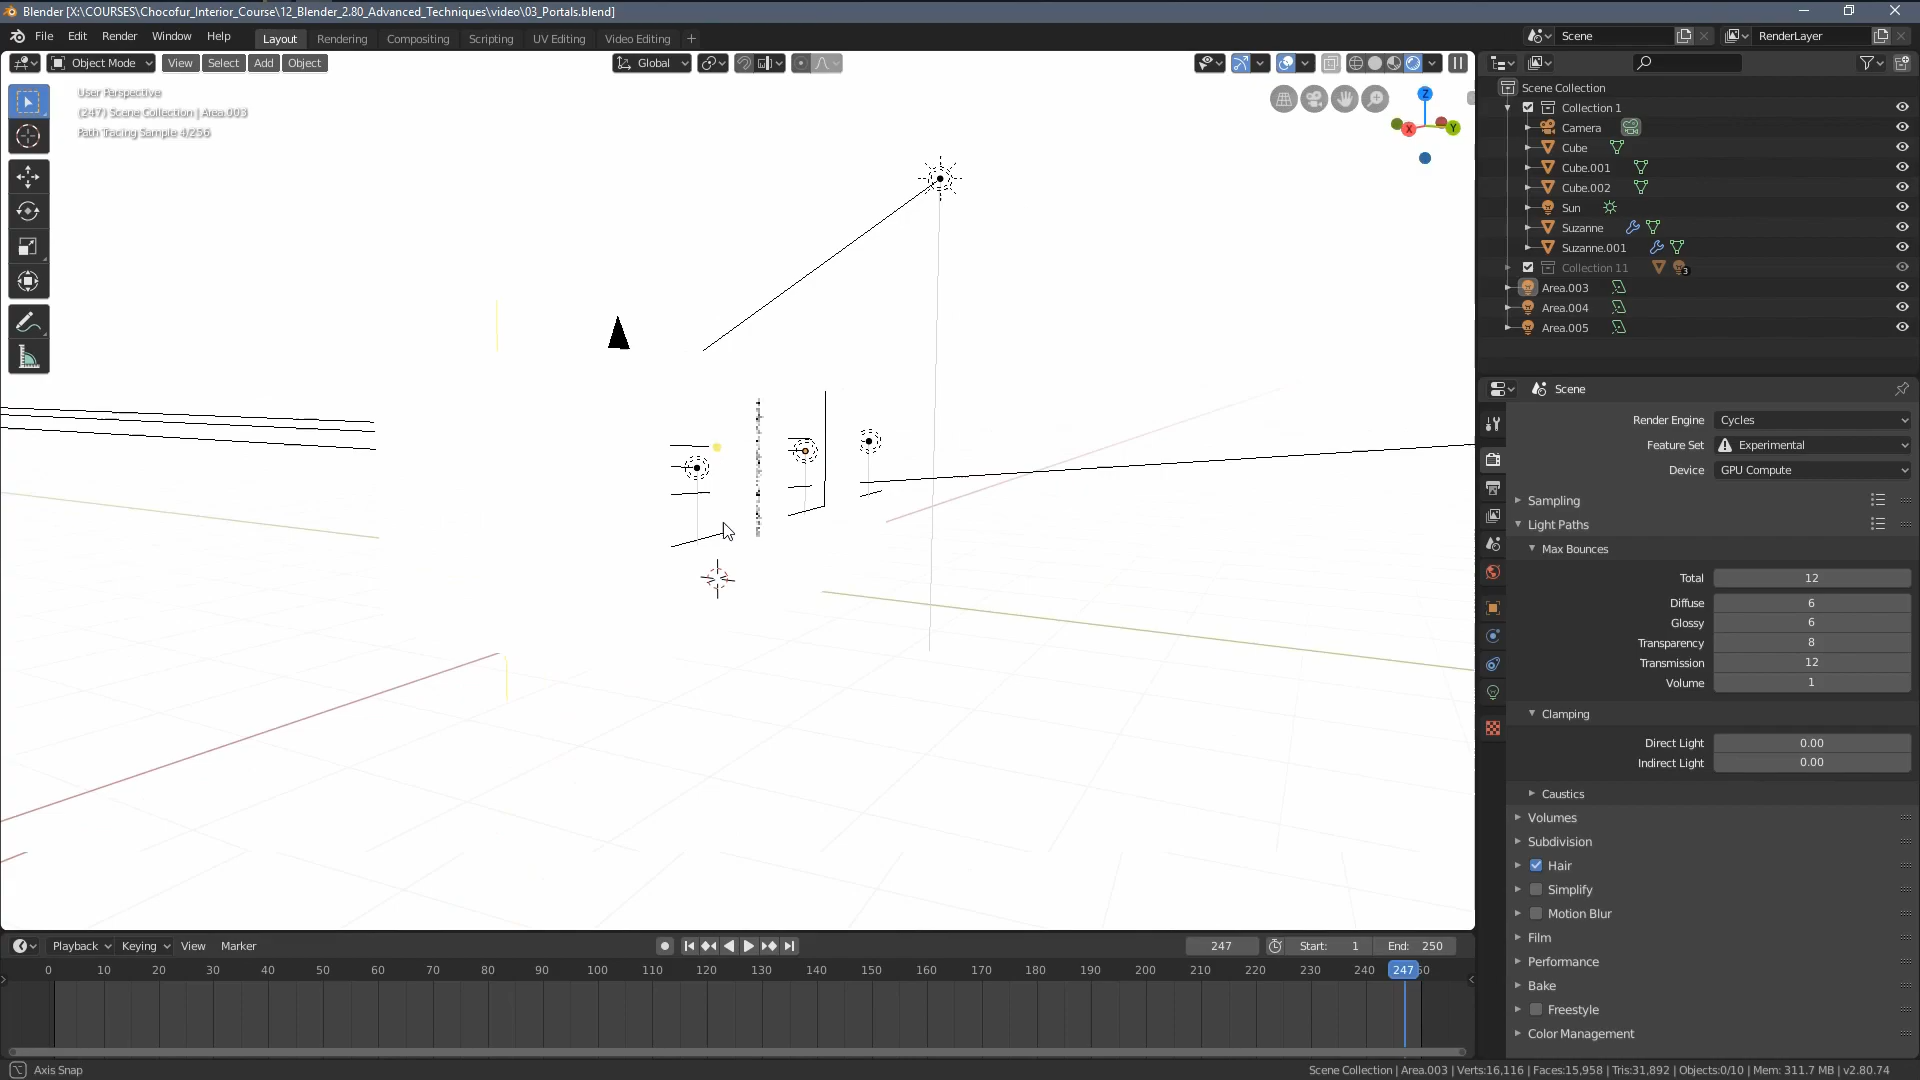 Blender [X:\COURSES\Chocofur_Interior_Course\12_Blender_2.80_Advanced_Techniques\video\03_Portals.blend]
File Edit Render Window Help Layout Rendering Compositing Scripting UV Editing Video Editing + Scene RenderLayer
Object Mode View Select Add Object Global
User Perspective
(247) Scene Collection | Area.003
Path Tracing Sample 4/256
Z
X
Y
Scene Collection
Collection 1
Camera
Cube
Cube.001
Cube.002
Sun
Suzanne
Suzanne.001
Collection 11 3
Area.003
Area.004
Area.005
Scene
Render Engine Cycles
Feature Set Experimental
Device GPU Compute
Sampling
Light Paths
Max Bounces
Total 12
Diffuse 6
Glossy 6
Transparency 8
Transmission 12
Volume 1
Clamping
Direct Light 0.00
Indirect Light 0.00
Caustics
Volumes
Subdivision
Hair
Simplify
Motion Blur
Film
Performance
Bake
Freestyle
Color Management
Playback Keying View Marker 247 Start: 1 End: 250
0 10 20 30 40 50 60 70 80 90 100 110 120 130 140 150 160 170 180 190 200 210 220 230 240 247
Axis Snap
Scene Collection | Area.003 | Verts:16,116 | Faces:15,958 | Tris:31,892 | Objects:0/10 | Mem: 311.7 MB | v2.80.74